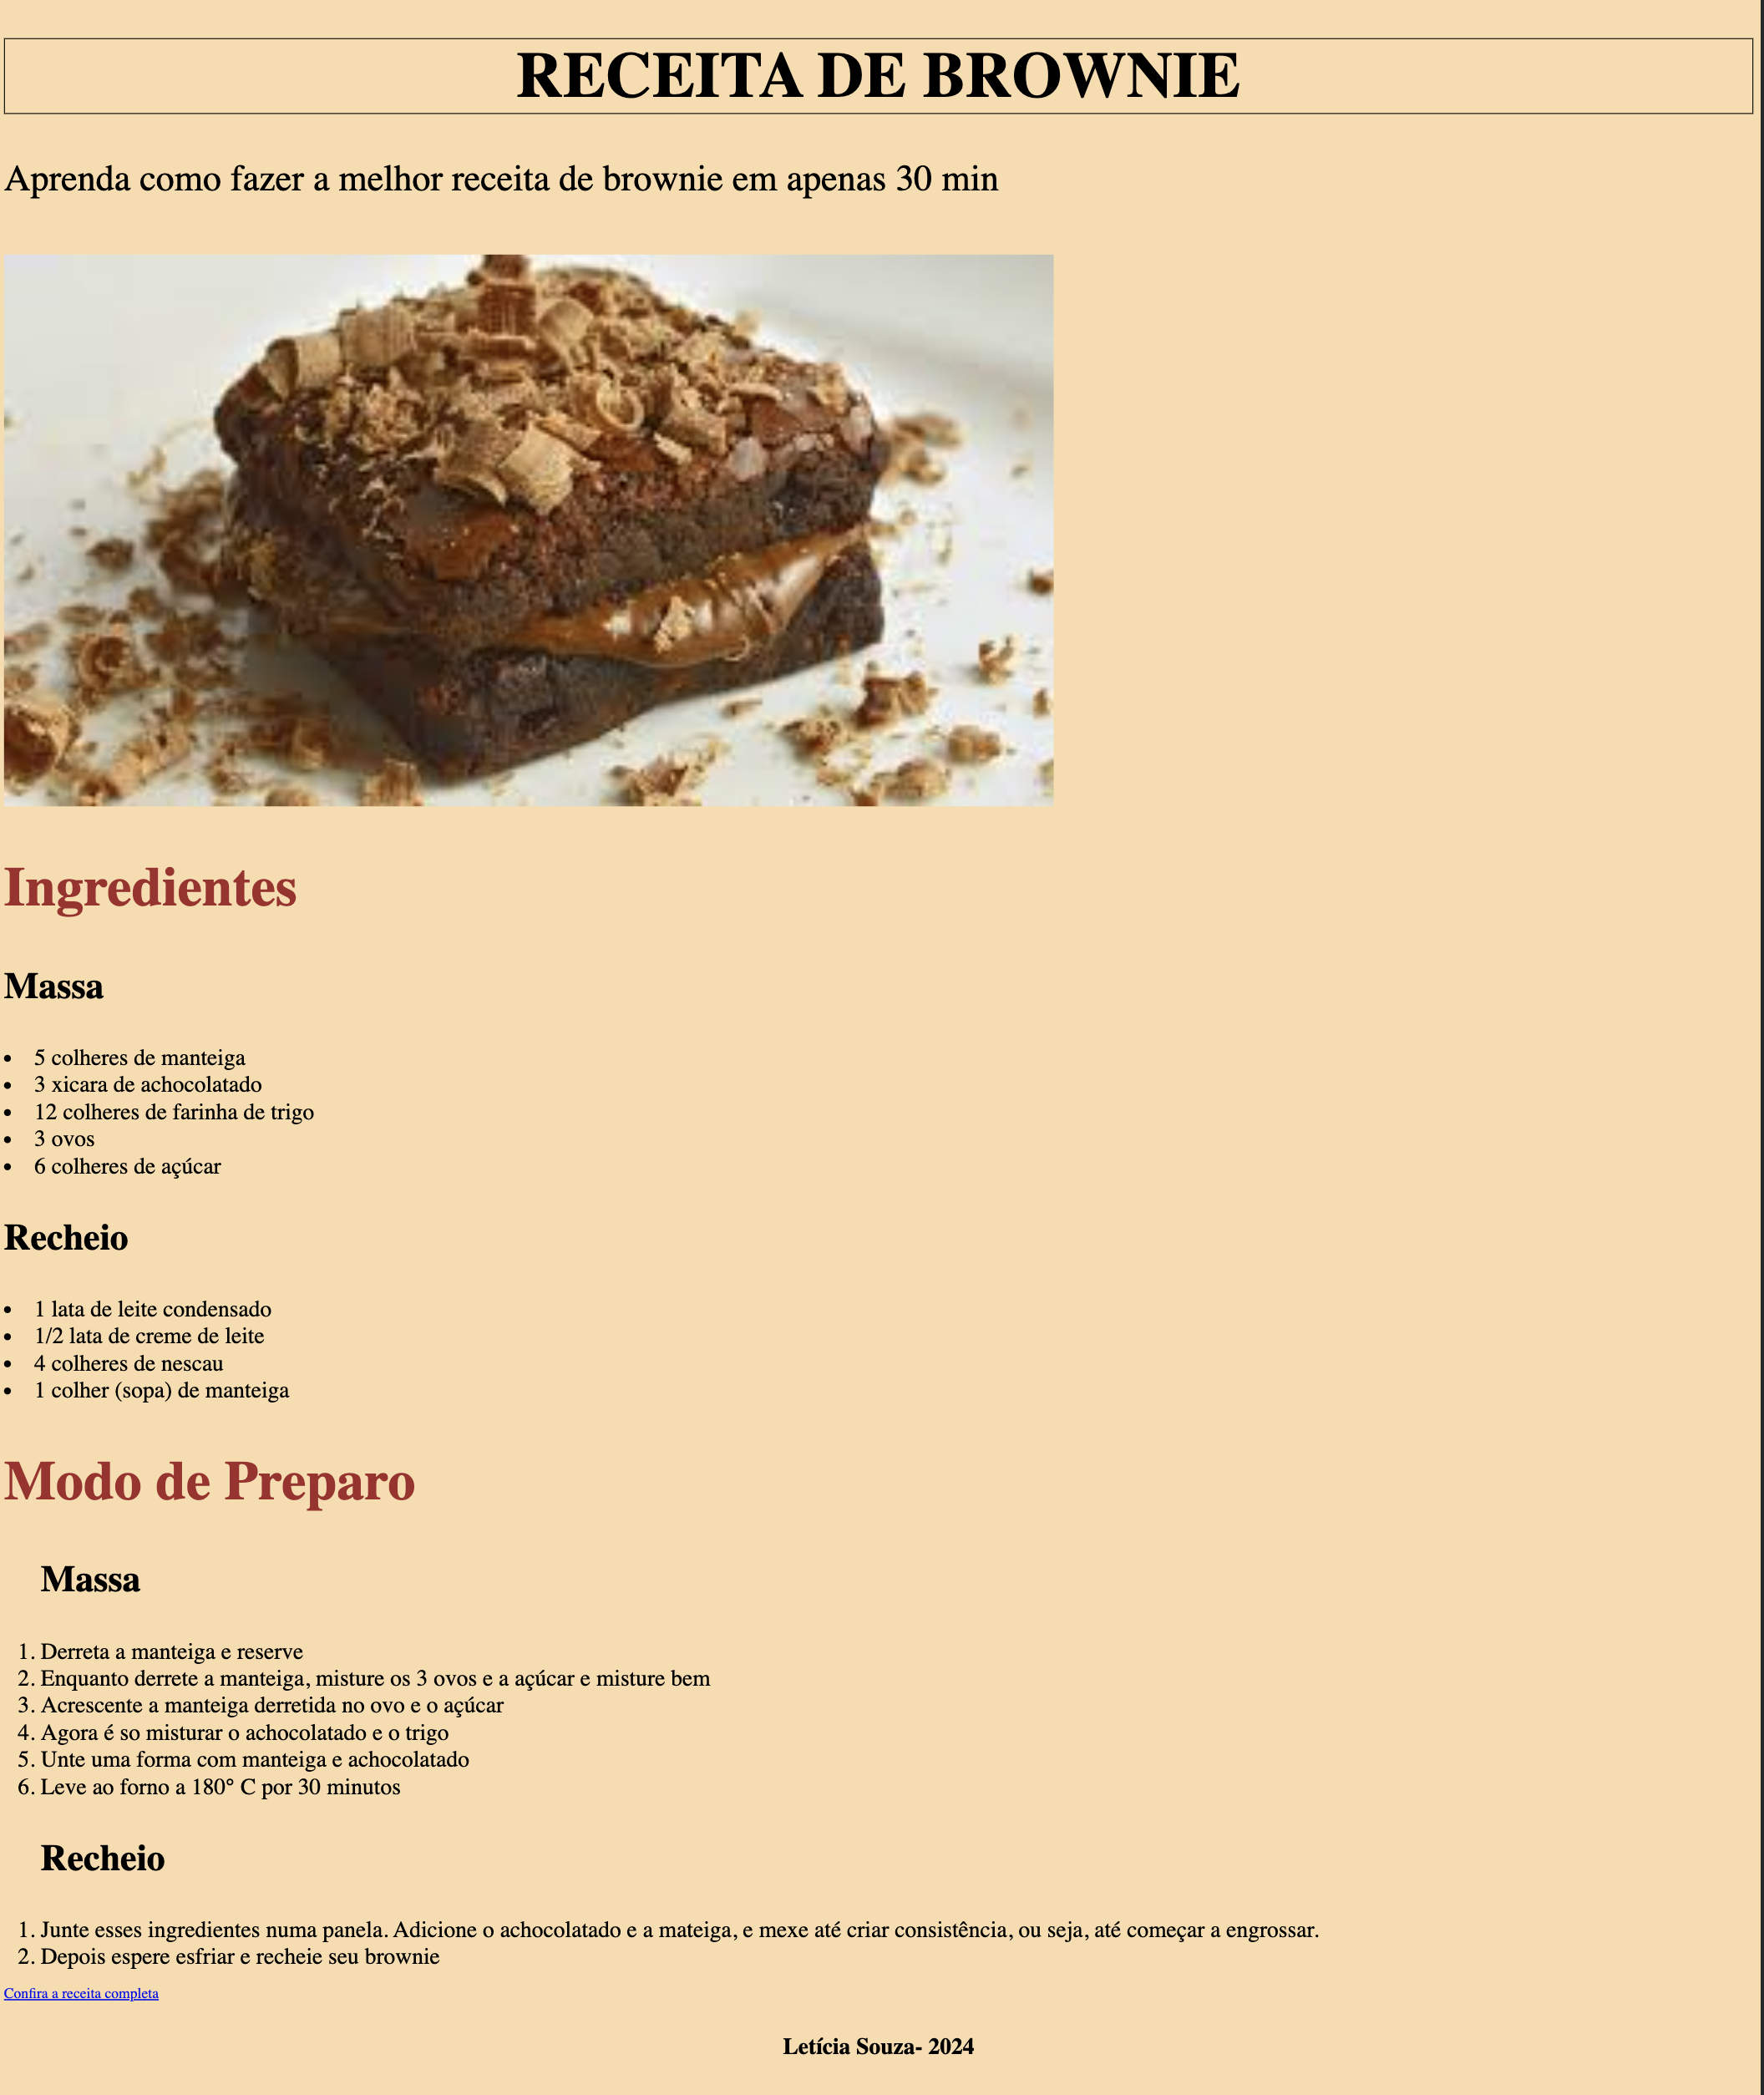 RECEITA DE BROWNIE
Aprenda como fazer a melhor receita de brownie em apenas 30 min
Ingredientes
Massa
• 5 colheres de manteiga
• 3 xicara de achocolatado
• 12 colheres de farinha de trigo
• 3 ovos
• 6 colheres de açúcar
Recheio
• 1 lata de leite condensado
• 1/2 lata de creme de leite
• 4 colheres de nescau
• 1 colher (sopa) de manteiga
Modo de Preparo
Massa
1. Derreta a manteiga e reserve
2. Enquanto derrete a manteiga, misture os 3 ovos e a açúcar e misture bem
3. Acrescente a manteiga derretida no ovo e o açúcar
4. Agora é so misturar o achocolatado e o trigo
5. Unte uma forma com manteiga e achocolatado
6. Leve ao forno a 180° C por 30 minutos
Recheio
1. Junte esses ingredientes numa panela. Adicione o achocolatado e a mateiga, e mexe até criar consistência, ou seja, até começar a engrossar.
2. Depois espere esfriar e recheie seu brownie
Confira a receita completa
Letícia Souza- 2024